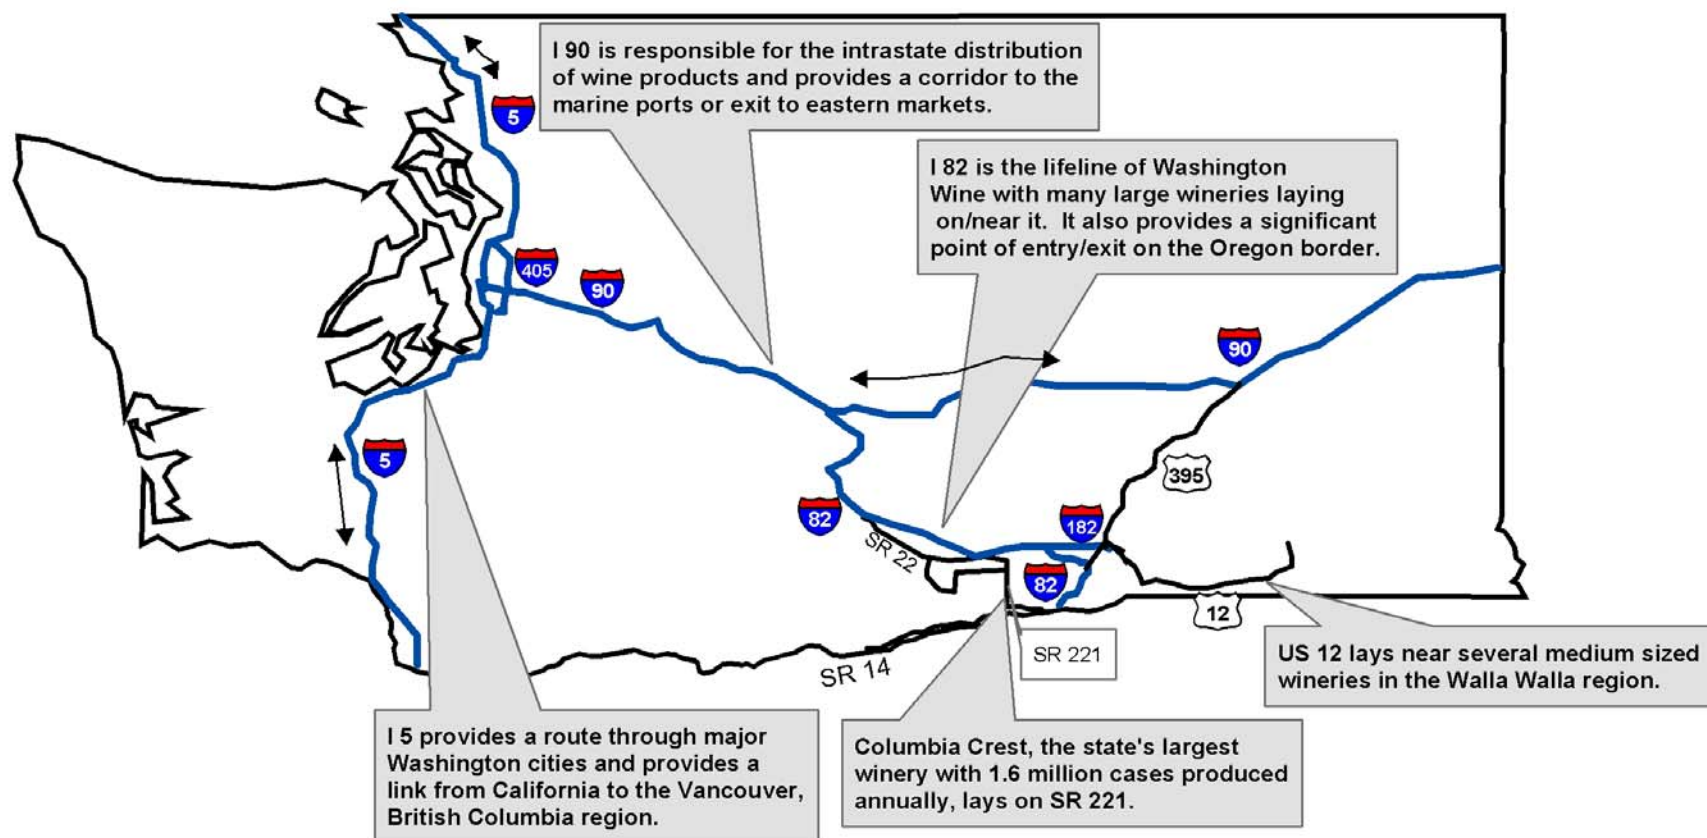 I 90 is responsible for the intrastate distribution
of wine products and provides a corridor to the
marine ports or exit to eastern markets.
5
I 82 is the lifeline of Washington
Wine with many large wineries laying
on/near it. It also provides a significant
point of entry/exit on the Oregon border.
405
90
90
5
395
82
182
SR 22
82
12
SR 14
SR 221
US 12 lays near several medium sized
wineries in the Walla Walla region.
I 5 provides a route through major
Washington cities and provides a
link from California to the Vancouver,
British Columbia region.
Columbia Crest, the state's largest
winery with 1.6 million cases produced
annually, lays on SR 221.